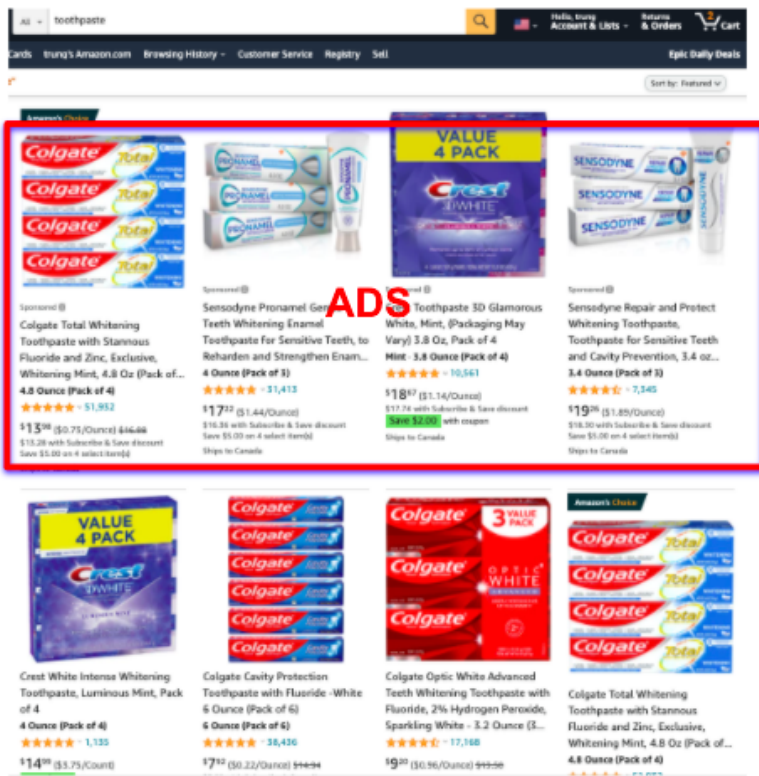 All
toothpaste
Hello, trung
Account & Lists
Returns
& Orders
2
Cart
Cards
trung's Amazon.com
Browsing History
Customer Service
Registry
Sell
Epic Daily Deals
Sort by: Featured
Amazon's Choice
Colgate Total
Colgate Total
Colgate Total
Colgate Total
PRONAMEL
PRONAMEL
PRONAMEL
VALUE
4 PACK
Crest
3DWHITE
SENSODYNE
SENSODYNE
SENSODYNE
SENSODYNE
ADS
Sponsored
Colgate Total Whitening
Toothpaste with Stannous
Fluoride and Zinc, Exclusive,
Whitening Mint, 4.8 Oz (Pack of...
4.8 Ounce (Pack of 4)
51,952
$13.98 ($0.73/Ounce) $16.88
$13.28 with Subscribe & Save discount
Save $5.00 on 4 select item(s)
Sponsored
Sensodyne Pronamel Gen
Teeth Whitening Enamel
Toothpaste for Sensitive Teeth, to
Reharden and Strengthen Enam...
4 Ounce (Pack of 3)
31,413
$17.22 ($1.44/Ounce)
$16.36 with Subscribe & Save discount
Save $5.00 on 4 select item(s)
Ships to Canada
Sponsored
Toothpaste 3D Glamorous
White, Mint, (Packaging May
Vary) 3.8 Oz, Pack of 4
Mint · 3.8 Ounce (Pack of 4)
10,561
$18.67 ($1.14/Ounce)
$17.74 with Subscribe & Save discount
Save $2.00 with coupon
Ships to Canada
Sponsored
Sensodyne Repair and Protect
Whitening Toothpaste,
Toothpaste for Sensitive Teeth
and Cavity Prevention, 3.4 oz...
3.4 Ounce (Pack of 3)
7,345
$19.26 ($1.89/Ounce)
$18.30 with Subscribe & Save discount
Save $5.00 on 4 select item(s)
Ships to Canada
VALUE
4 PACK
Crest
3DWHITE
Crest White Intense Whitening
Toothpaste, Luminous Mint, Pack
of 4
4 Ounce (Pack of 4)
1,135
$14.99 ($3.75/Count)
Colgate
Colgate
Colgate
Colgate
Colgate
Colgate
Colgate Cavity Protection
Toothpaste with Fluoride -White
6 Ounce (Pack of 6)
6 Ounce (Pack of 6)
38,436
$7.92 ($0.22/Ounce) $14.94
Colgate
Colgate
Colgate
3 VALUE
PACK
OPTIC
WHITE
Colgate Optic White Advanced
Teeth Whitening Toothpaste with
Fluoride, 2% Hydrogen Peroxide,
Sparkling White - 3.2 Ounce (3...
17,168
$9.20 ($0.96/Ounce) $13.50
Amazon's Choice
Colgate Total
Colgate Total
Colgate Total
Colgate Total
Colgate Total Whitening
Toothpaste with Stannous
Fluoride and Zinc, Exclusive,
Whitening Mint, 4.8 Oz (Pack of...
4.8 Ounce (Pack of 4)